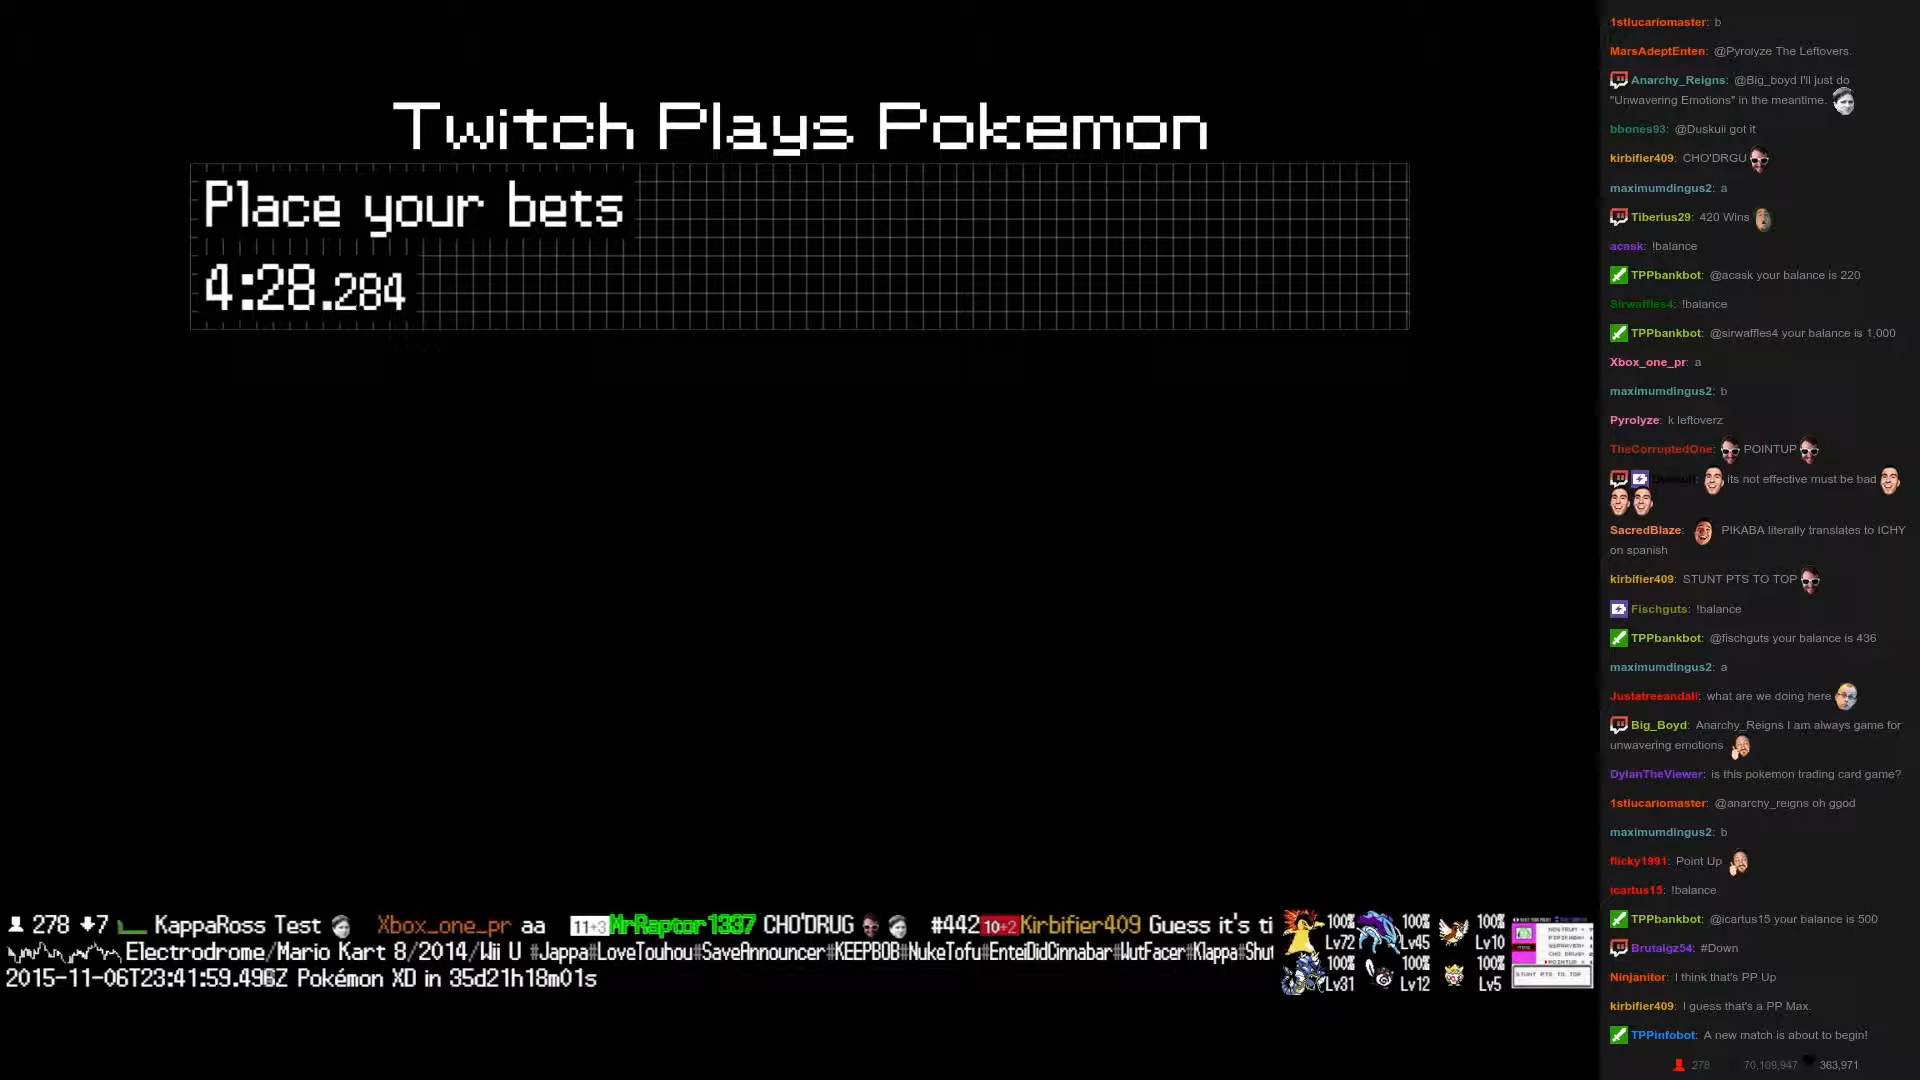 Twitch Plays Pokemon
Place your bets
4:28.284
278 7 KappaRoss Test Xbox_one_pr aa 11+3 MrRaptor1337 CHO'DRUG #442 10+2 Kirbifier409 Guess it's ti
Electrodrome/Mario Kart 8/2014/Wii U #Jappa#LoveTouhou#SaveAnnouncer#KEEPBOB#NukeTofu#EnteiDidCinnabar#WutFacer#Klappa#Shut
2015-11-06T23:41:59.496Z Pokémon XD in 35d21h18m01s
100% Lv72 100% Lv45 100% Lv10
100% Lv31 100% Lv12 100% Lv5
STUNT PTS TO TOP
1stlucariomaster: b
MarsAdeptEnten: @Pyrolyze The Leftovers.
Anarchy_Reigns: @Big_boyd I'll just do
"Unwavering Emotions" in the meantime.
bbones93: @Duskuii got it
kirbifier409: CHO'DRGU
maximumdingus2: a
Tiberius29: 420 Wins
acask: !balance
TPPbankbot: @acask your balance is 220
Sirwaffles4: !balance
TPPbankbot: @sirwaffles4 your balance is 1,000
Xbox_one_pr: a
maximumdingus2: b
Pyrolyze: k leftoverz
TheCorruptedOne: POINTUP
its not effective must be bad
SacredBlaze: PIKABA literally translates to ICHY
on spanish
kirbifier409: STUNT PTS TO TOP
Fischguts: !balance
TPPbankbot: @fischguts your balance is 436
maximumdingus2: a
Justatreeandali: what are we doing here
Big_Boyd: Anarchy_Reigns I am always game for
unwavering emotions
DylanTheViewer: is this pokemon trading card game?
1stlucariomaster: @anarchy_reigns oh ggod
maximumdingus2: b
flicky1991: Point Up
icartus15: !balance
TPPbankbot: @icartus15 your balance is 500
Brutalgz54: #Down
Ninjanitor: I think that's PP Up
kirbifier409: I guess that's a PP Max.
TPPinfobot: A new match is about to begin!
278 70,109,947 363,971